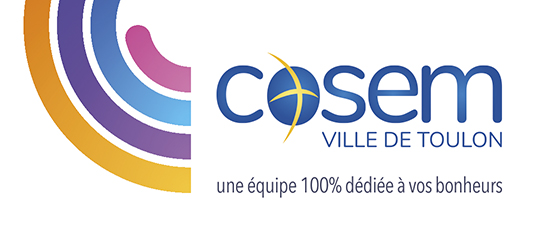 cosem
VILLE DE TOULON
une équipe 100% dédiée à vos bonheurs